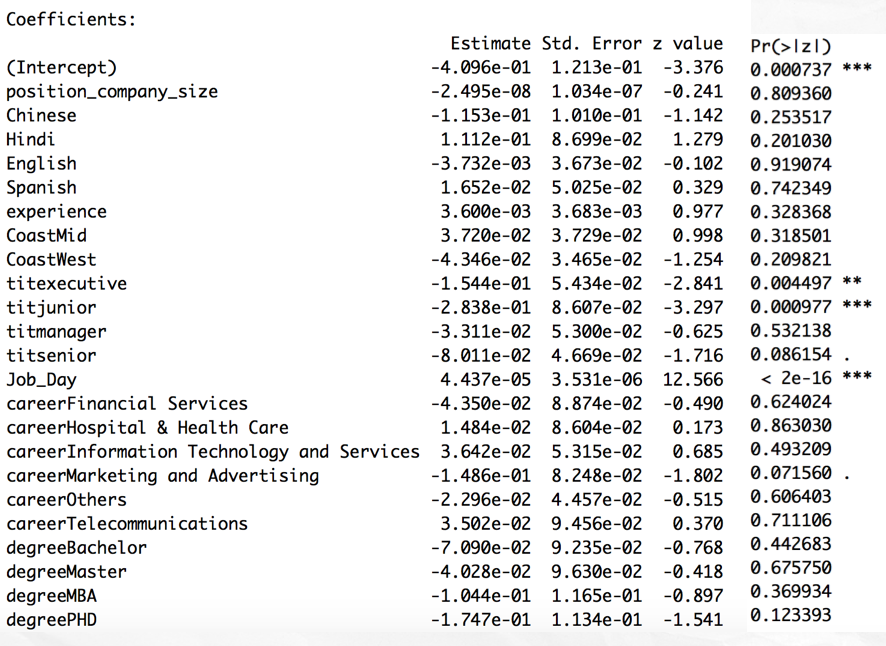 Coefficients:
Estimate Std. Error z value Pr(>|z|)
(Intercept) -4.096e-01 1.213e-01 -3.376 0.000737 ***
position_company_size -2.495e-08 1.034e-07 -0.241 0.809360
Chinese -1.153e-01 1.010e-01 -1.142 0.253517
Hindi 1.112e-01 8.699e-02 1.279 0.201030
English -3.732e-03 3.673e-02 -0.102 0.919074
Spanish 1.652e-02 5.025e-02 0.329 0.742349
experience 3.600e-03 3.683e-03 0.977 0.328368
CoastMid 3.720e-02 3.729e-02 0.998 0.318501
CoastWest -4.346e-02 3.465e-02 -1.254 0.209821
titexecutive -1.544e-01 5.434e-02 -2.841 0.004497 **
titjunior -2.838e-01 8.607e-02 -3.297 0.000977 ***
titmanager -3.311e-02 5.300e-02 -0.625 0.532138
titsenior -8.011e-02 4.669e-02 -1.716 0.086154 .
Job_Day 4.437e-05 3.531e-06 12.566 < 2e-16 ***
careerFinancial Services -4.350e-02 8.874e-02 -0.490 0.624024
careerHospital & Health Care 1.484e-02 8.604e-02 0.173 0.863030
careerInformation Technology and Services 3.642e-02 5.315e-02 0.685 0.493209
careerMarketing and Advertising -1.486e-01 8.248e-02 -1.802 0.071560 .
careerOthers -2.296e-02 4.457e-02 -0.515 0.606403
careerTelecommunications 3.502e-02 9.456e-02 0.370 0.711106
degreeBachelor -7.090e-02 9.235e-02 -0.768 0.442683
degreeMaster -4.028e-02 9.630e-02 -0.418 0.675750
degreeMBA -1.044e-01 1.165e-01 -0.897 0.369934
degreePHD -1.747e-01 1.134e-01 -1.541 0.123393